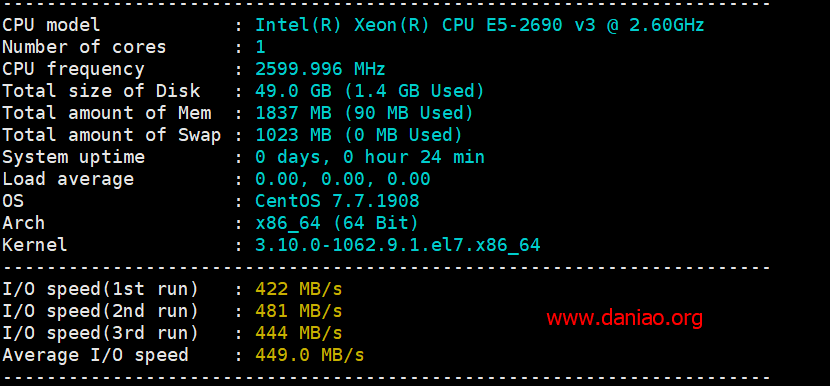 ----------------------------------------------------------------------
CPU model            : Intel(R) Xeon(R) CPU E5-2690 v3 @ 2.60GHz
Number of cores      : 1
CPU frequency        : 2599.996 MHz
Total size of Disk   : 49.0 GB (1.4 GB Used)
Total amount of Mem  : 1837 MB (90 MB Used)
Total amount of Swap : 1023 MB (0 MB Used)
System uptime        : 0 days, 0 hour 24 min
Load average         : 0.00, 0.00, 0.00
OS                   : CentOS 7.7.1908
Arch                 : x86_64 (64 Bit)
Kernel               : 3.10.0-1062.9.1.el7.x86_64
----------------------------------------------------------------------
I/O speed(1st run)   : 422 MB/s
I/O speed(2nd run)   : 481 MB/s
www.daniao.org
I/O speed(3rd run)   : 444 MB/s
Average I/O speed    : 449.0 MB/s
----------------------------------------------------------------------